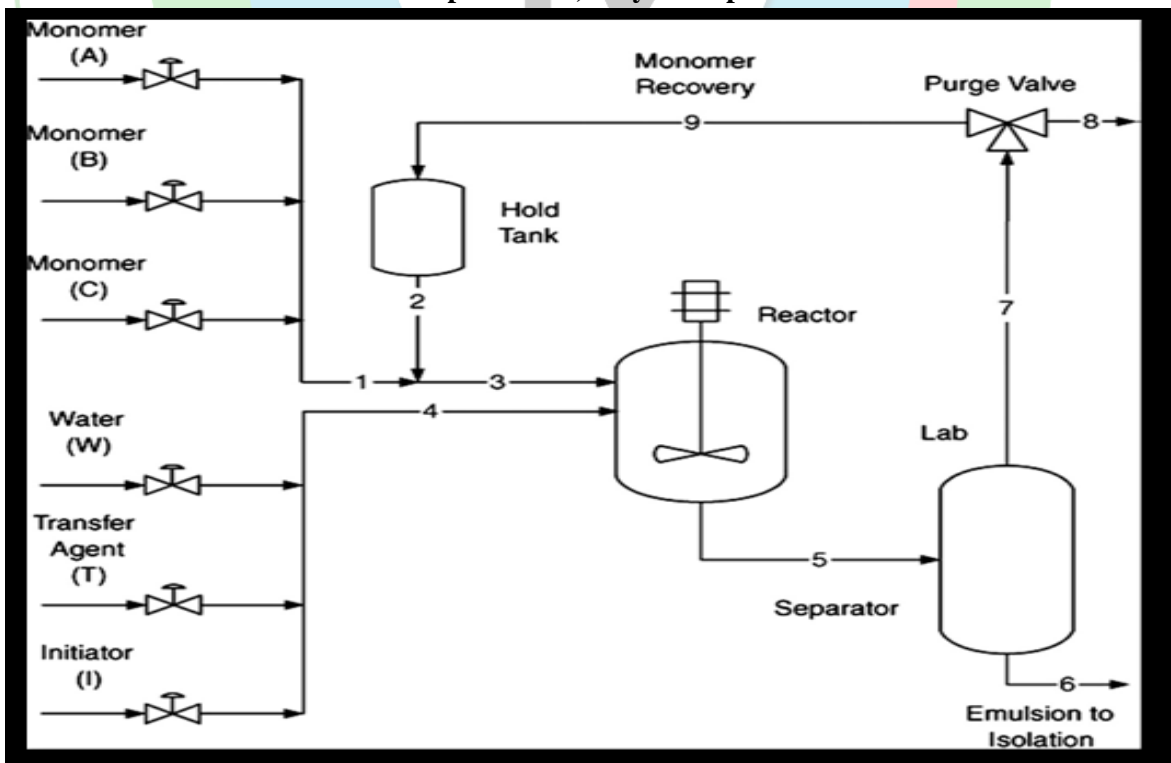 Monomer
(A)
Monomer
(B)
Monomer
(C)
Water
(W)
Transfer
Agent
(T)
Initiator
(I)
Monomer
Recovery
Purge Valve
9
8
Hold
Tank
2
Reactor
7
1
3
4
Lab
5
Separator
6
Emulsion to
Isolation